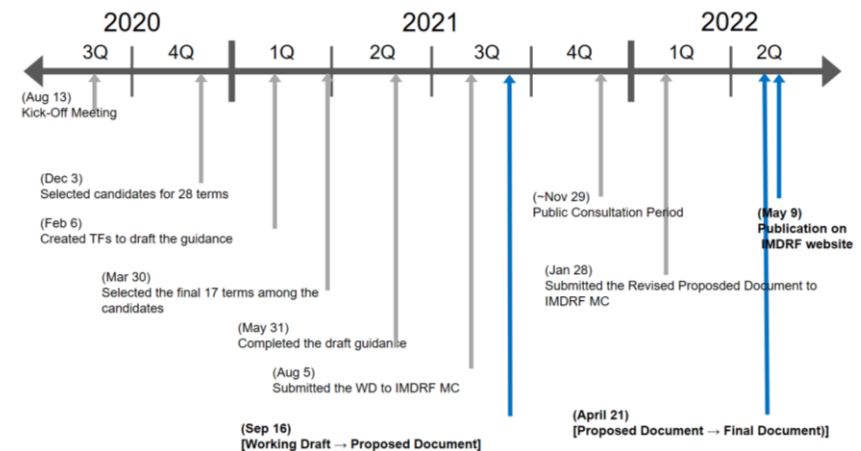 2020
2021
2022
3Q
4Q
1Q
2Q
3Q
4Q
1Q
2Q
(Aug 13)
Kick-Off Meeting
(Dec 3)
Selected candidates for 28 terms
(Feb 6)
Created TFs to draft the guidance
(Mar 30)
Selected the final 17 terms among the
candidates
(May 31)
Completed the draft guidance
(Aug 5)
Submitted the WD to IMDRF MC
(Sep 16)
[Working Draft → Proposed Document]
(~Nov 29)
Public Consultation Period
(Jan 28)
Submitted the Revised Proposded Document to
IMDRF MC
(April 21)
[Proposed Document → Final Document)]
(May 9)
Publication on
IMDRF website